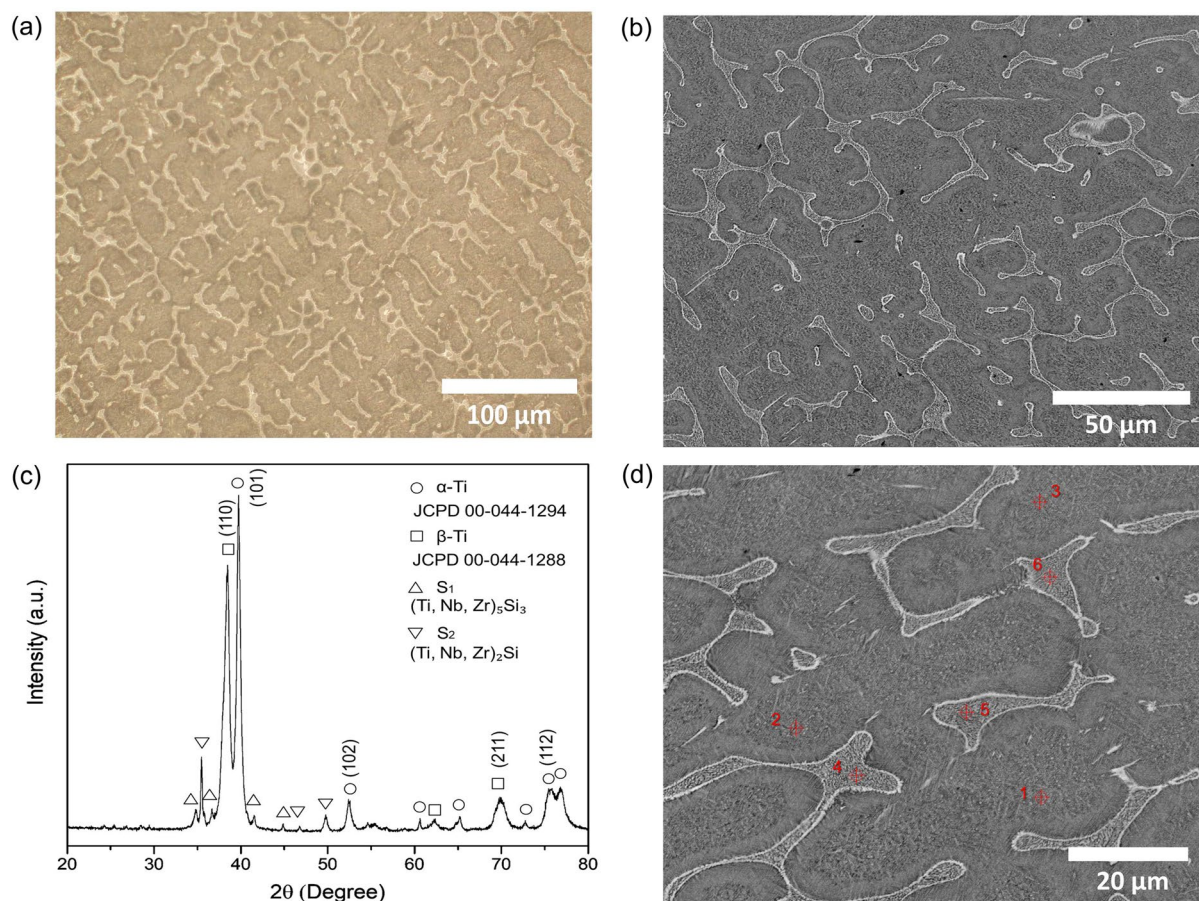 (a)
100 µm
(b)
50 µm
(c)
Intensity (a.u.)
(110)
(101)
(102)
(211)
(112)
α-Ti
JCPD 00-044-1294
β-Ti
JCPD 00-044-1288
S₁
(Ti, Nb, Zr)₅Si₃
S₂
(Ti, Nb, Zr)₂Si
20 30 40 50 60 70 80
2θ (Degree)
(d)
3
6
5
2
4
1
20 µm